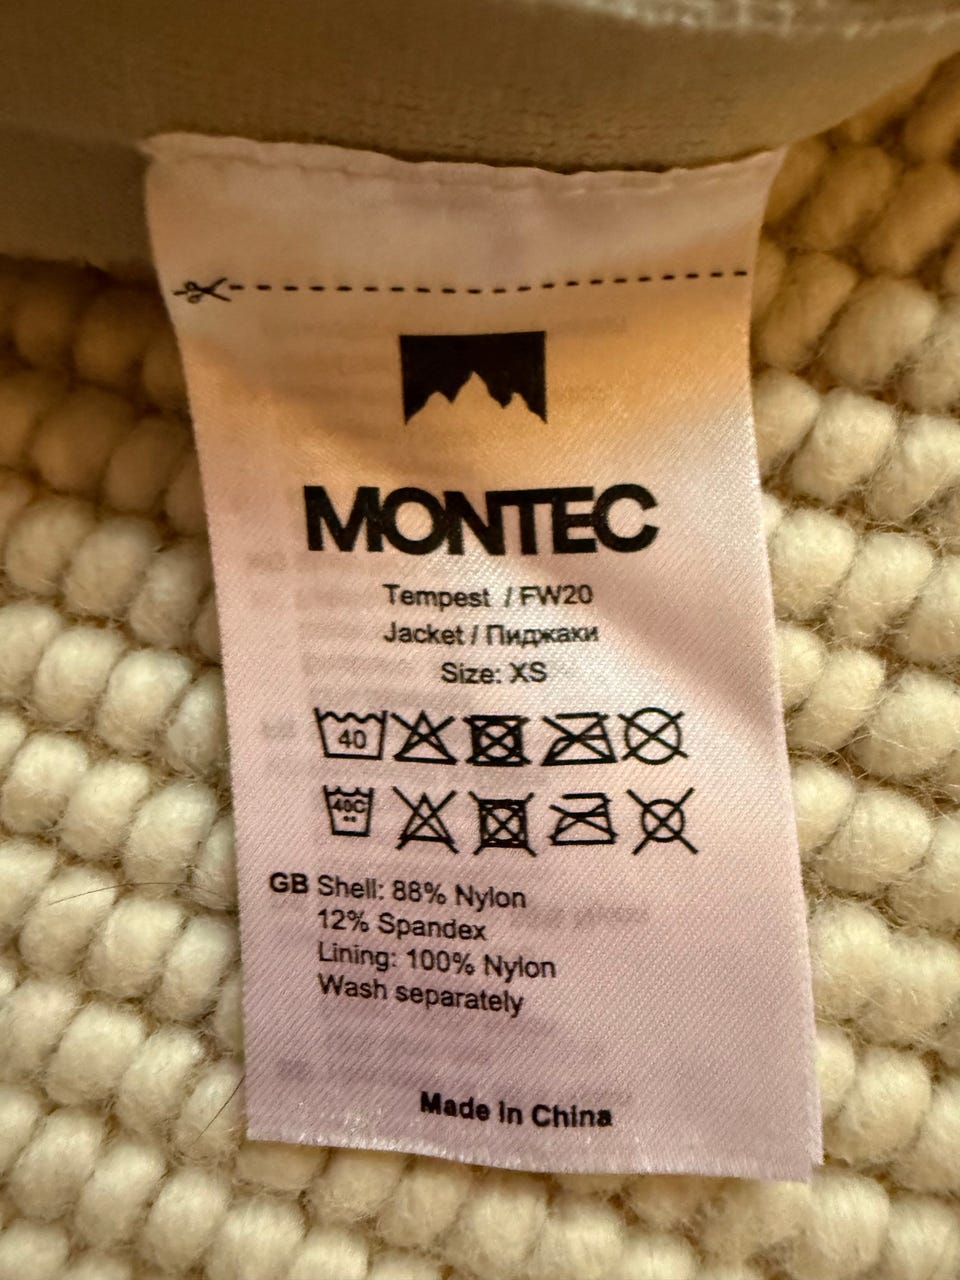 MONTEC
Tempest / FW20
Jacket / Пиджаки
Size: XS
40
40C
GB Shell: 88% Nylon
12% Spandex
Lining: 100% Nylon
Wash separately
Made In China